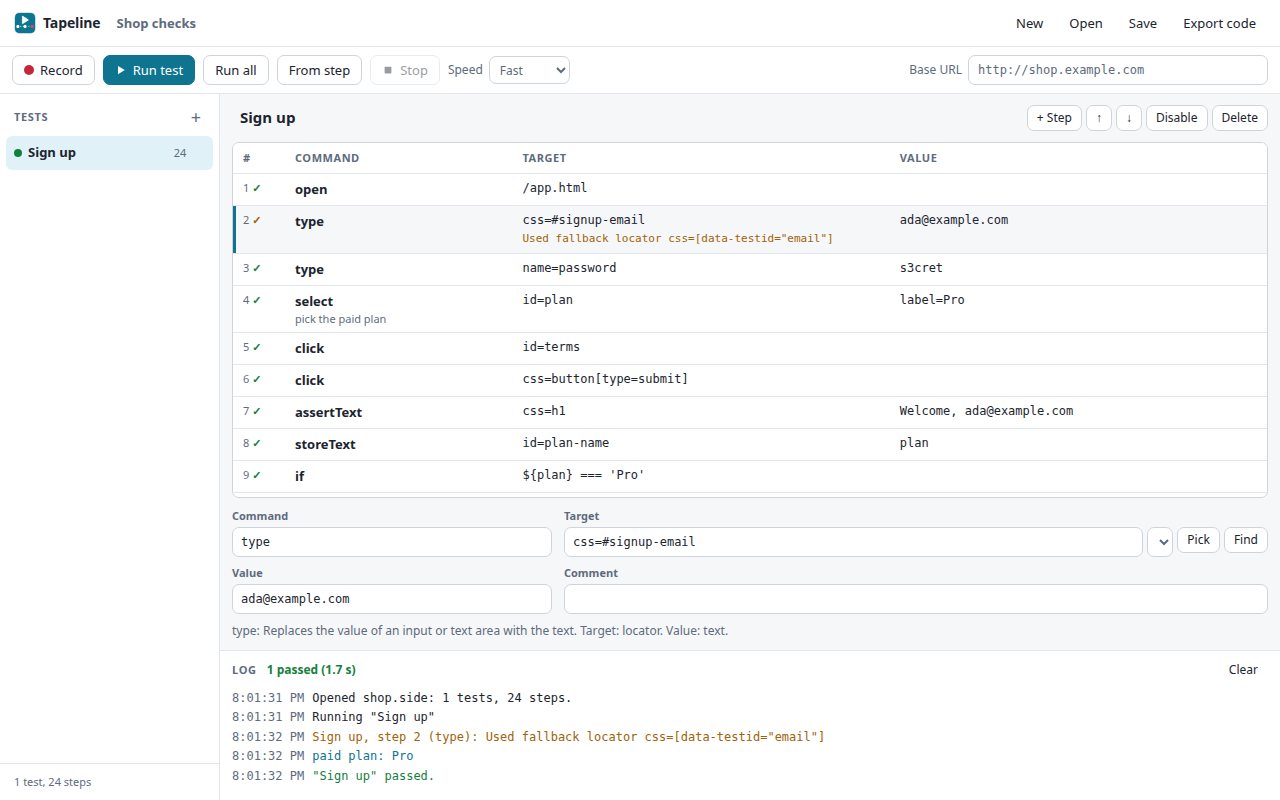 Tapeline Shop checks New Open Save Export code
Record Run test Run all From step Stop Speed Fast Base URL http://shop.example.com
TESTS +
Sign up 24
1 test, 24 steps
Sign up + Step ↑ ↓ Disable Delete
# COMMAND TARGET VALUE
1 ✓ open /app.html
2 ✓ type css=#signup-email ada@example.com
Used fallback locator css=[data-testid="email"]
3 ✓ type name=password s3cret
4 ✓ select id=plan label=Pro
pick the paid plan
5 ✓ click id=terms
6 ✓ click css=button[type=submit]
7 ✓ assertText css=h1 Welcome, ada@example.com
8 ✓ storeText id=plan-name plan
9 ✓ if ${plan} === 'Pro'
Command Target
type css=#signup-email Pick Find
Value Comment
ada@example.com
type: Replaces the value of an input or text area with the text. Target: locator. Value: text.
LOG 1 passed (1.7 s) Clear
8:01:31 PM Opened shop.side: 1 tests, 24 steps.
8:01:31 PM Running "Sign up"
8:01:32 PM Sign up, step 2 (type): Used fallback locator css=[data-testid="email"]
8:01:32 PM paid plan: Pro
8:01:32 PM "Sign up" passed.